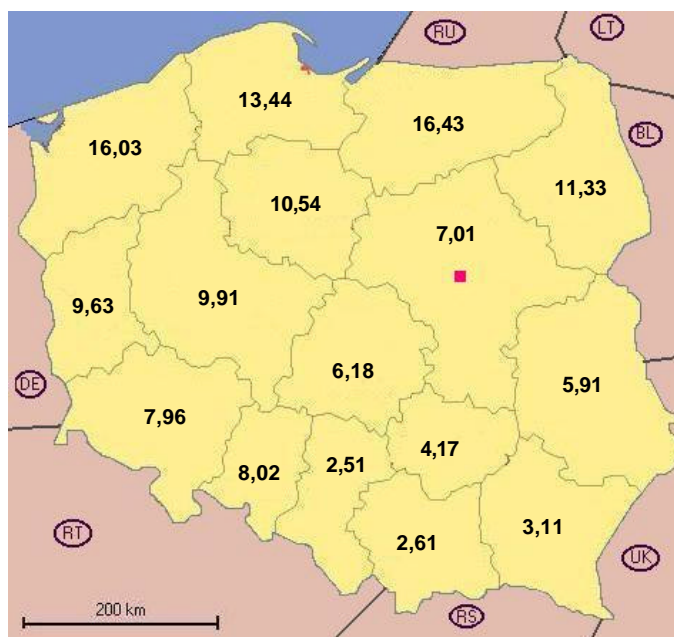 RU
LT
13,44
16,43
16,03
BL
11,33
10,54
7,01
9,63
9,91
6,18
5,91
DE
7,96
4,17
8,02
2,51
RT
2,61
3,11
UK
200 km
RS